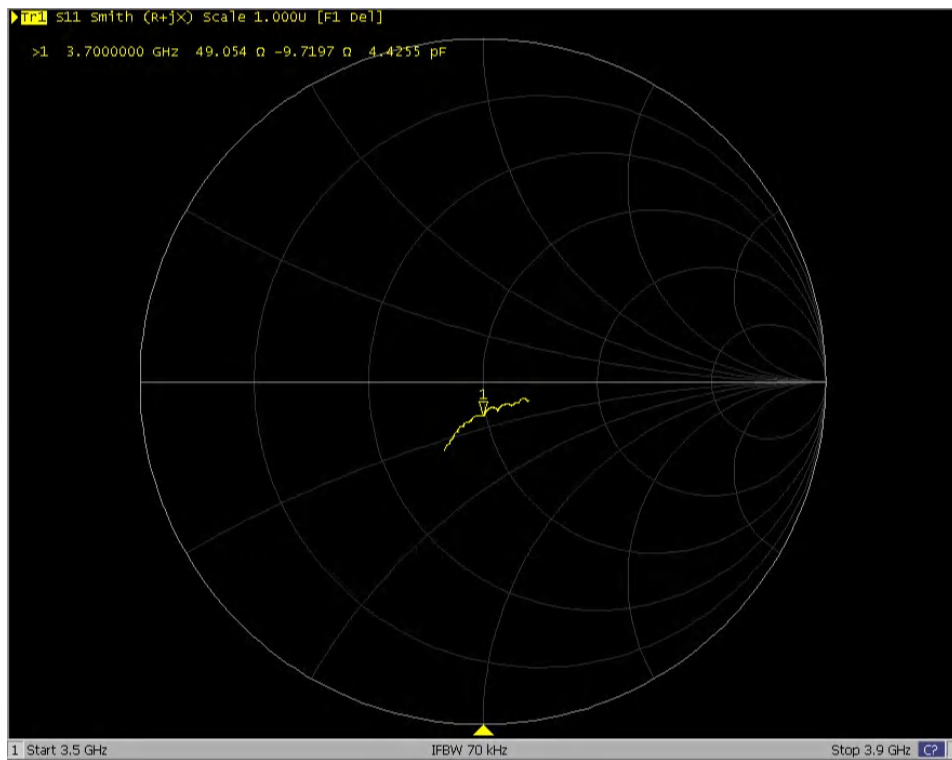 Tr1 S11 Smith (R+jX) Scale 1.000U [F1 Del]
>1 3.7000000 GHz 49.054 Ω -9.7197 Ω 4.4255 pF
1
1 Start 3.5 GHz IFBW 70 kHz Stop 3.9 GHz C?